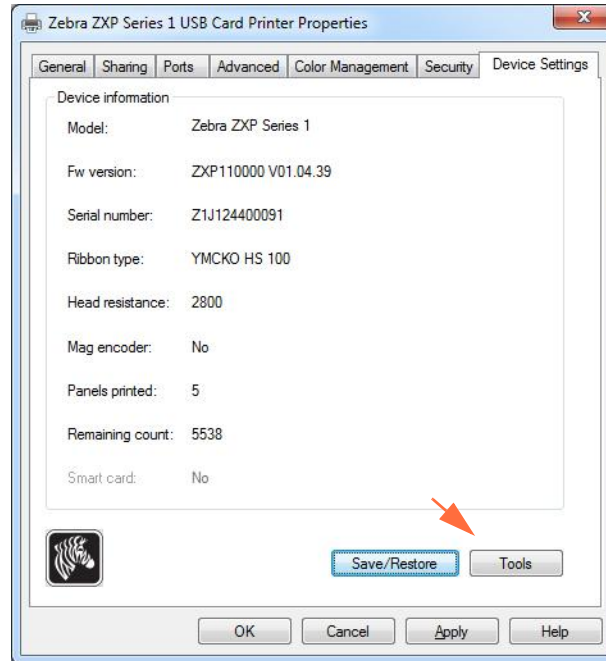 Zebra ZXP Series 1 USB Card Printer Properties
General Sharing Ports Advanced Color Management Security Device Settings
Device information
Model: Zebra ZXP Series 1
Fw version: ZXP110000 V01.04.39
Serial number: Z1J124400091
Ribbon type: YMCKO HS 100
Head resistance: 2800
Mag encoder: No
Panels printed: 5
Remaining count: 5538
Smart card: No
Save/Restore Tools
OK Cancel Apply Help